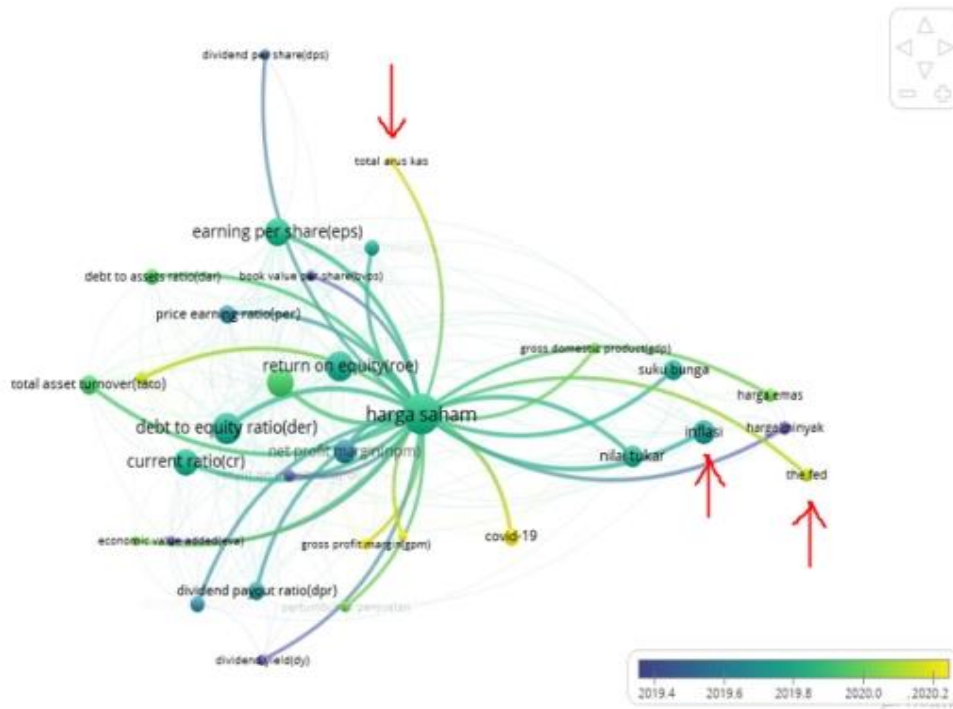 dividend per share(dps)
total arus kas
earning per share(eps)
debt to assets ratio(dar)
book value per share(bvps)
price earning ratio(per)
gross domestic product(gdp)
return on equity(roe)
suku bunga
total asset turnover(tato)
harga emas
harga saham
debt to equity ratio(der)
harga minyak
inflasi
net profit margin(npm)
nilai tukar
current ratio(cr)
the fed
covid-19
economic value added(eva)
gross profit margin(gpm)
dividend payout ratio(dpr)
pertumbuhan penjualan
dividend yield(dy)
2019.4 2019.6 2019.8 2020.0 2020.2